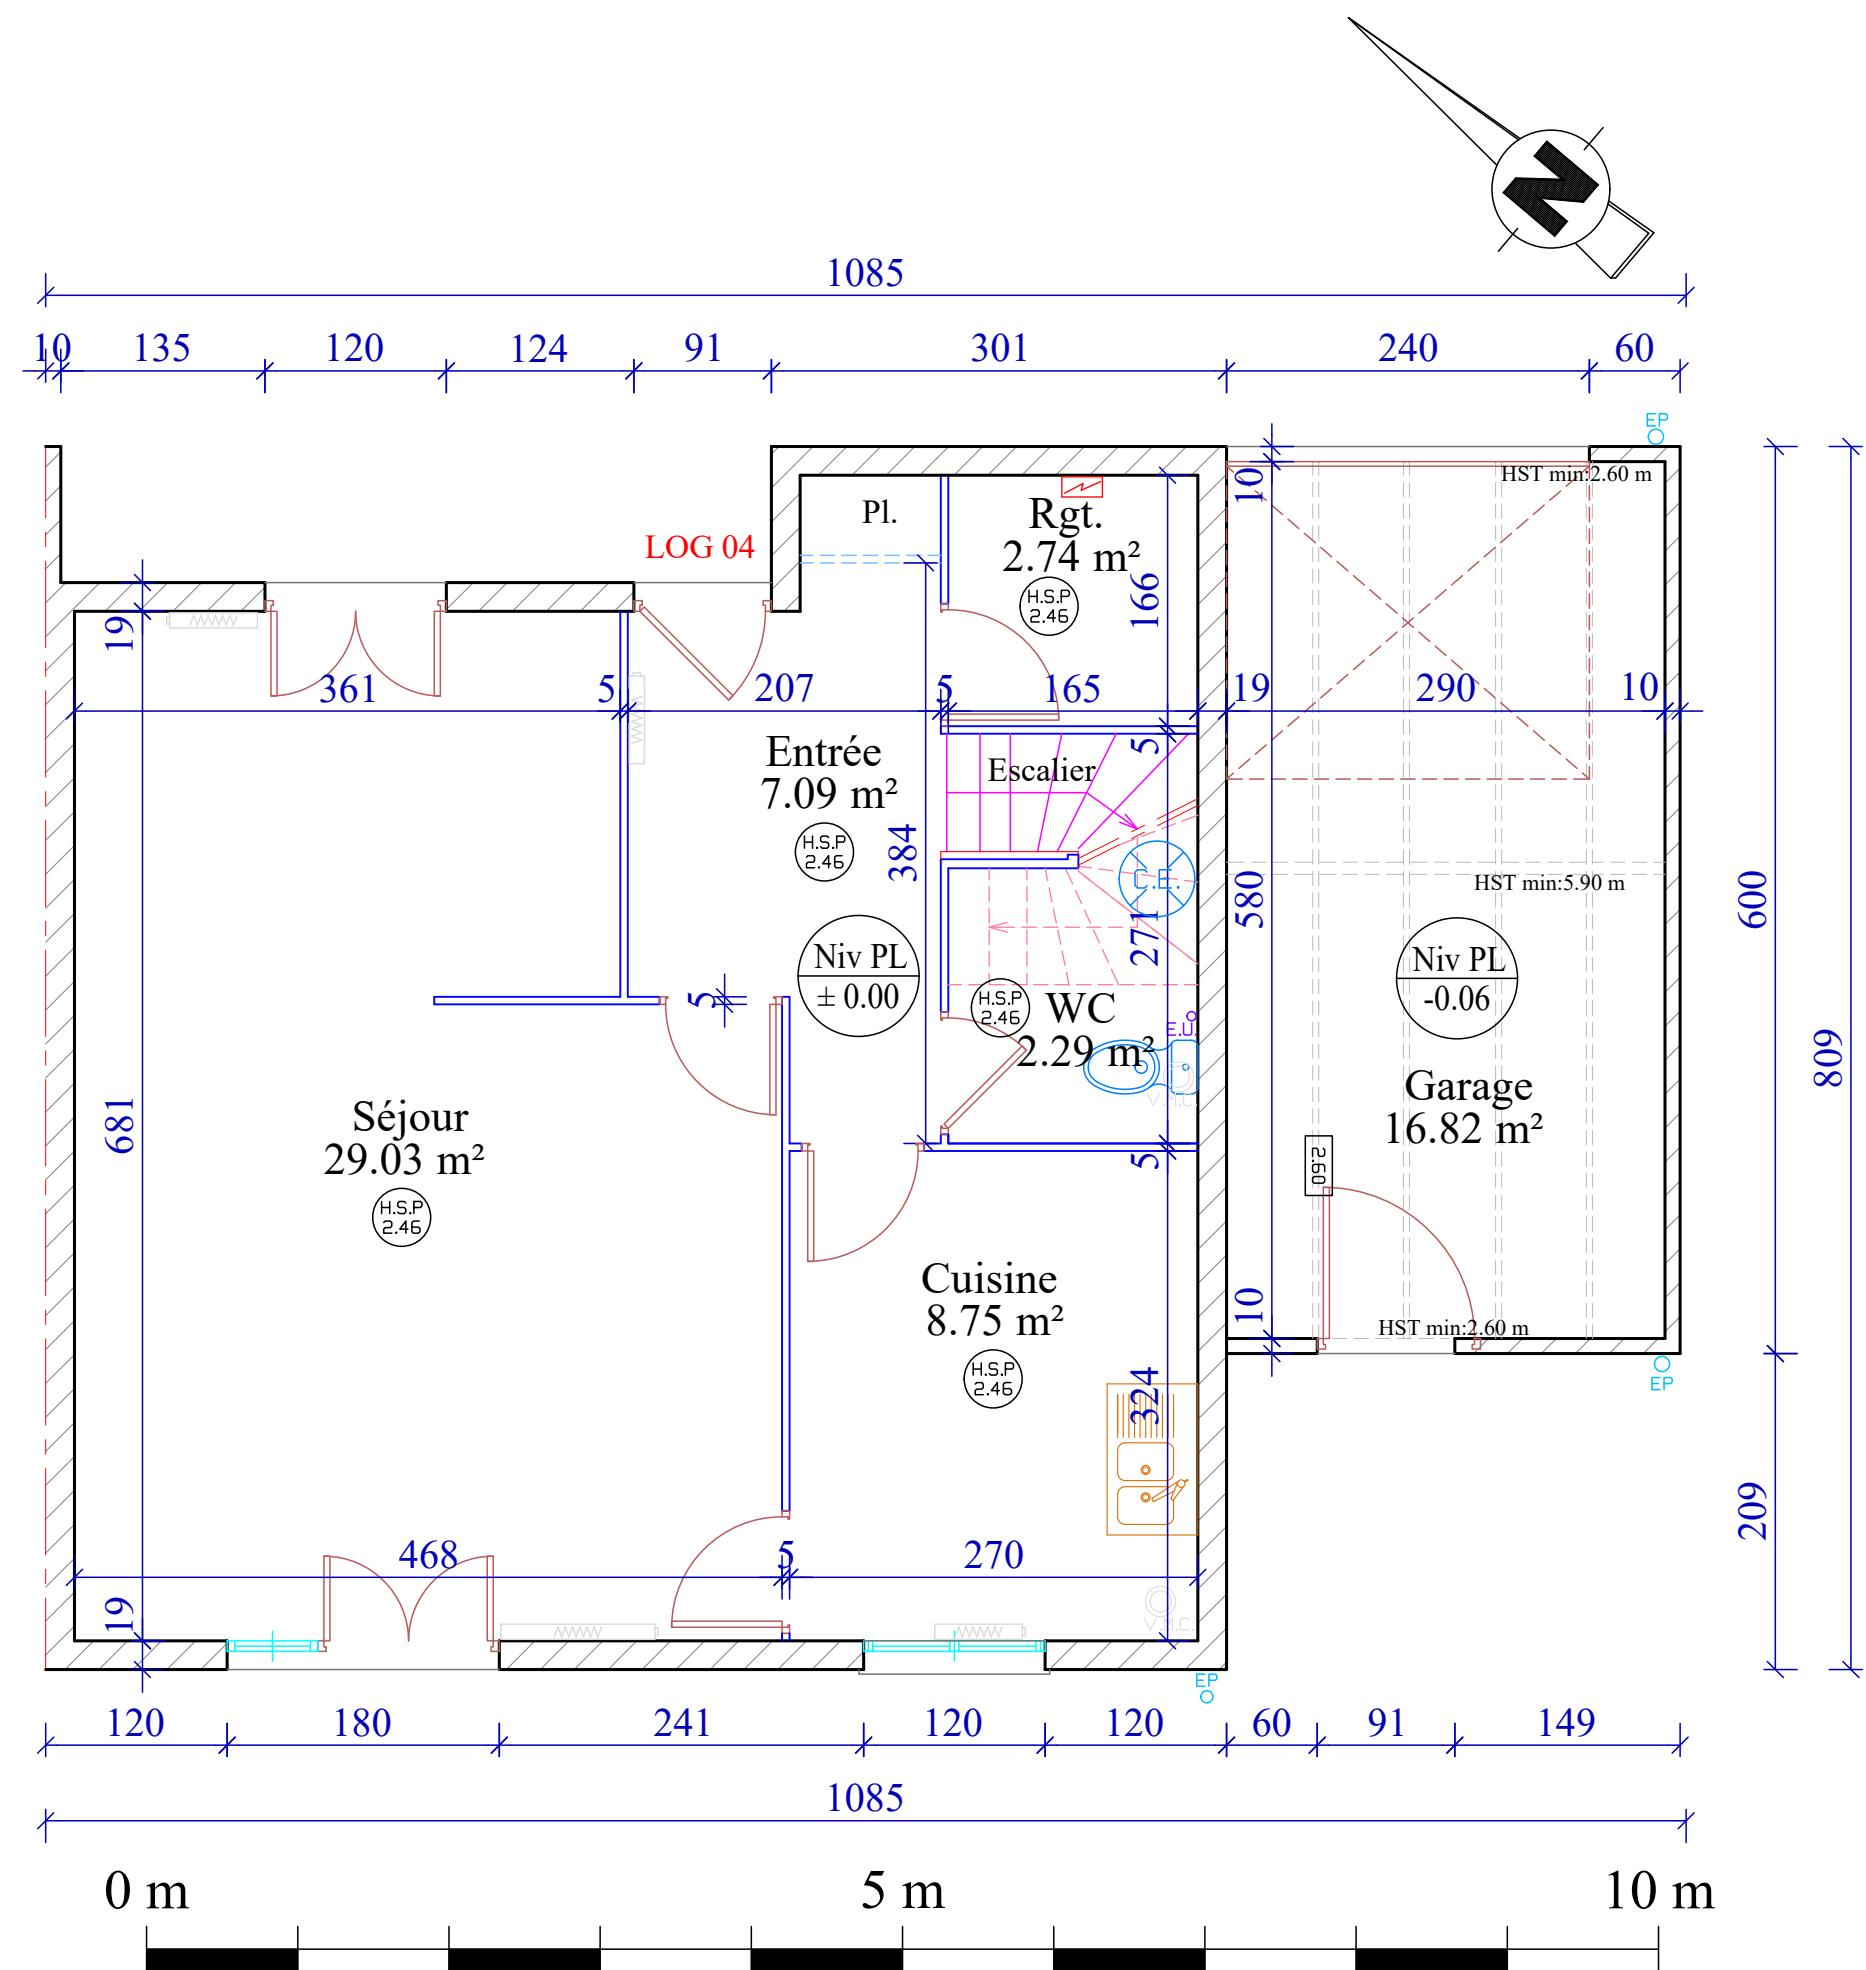 N
1085
10 135 120 124 91 301 240 60
EP
HST min:2.60 m
10
Pl.
Rgt.
2.74 m²
H.S.P
2.46
LOG 04
166
19
361 5 207 5 165 19 290 10
5
Entrée
7.09 m²
H.S.P
2.46
Escalier
384
C.E.
271
580
HST min:5.90 m
600
809
Niv PL
± 0.00
Niv PL
-0.06
5
H.S.P
2.46
WC
2.29 m²
E.U.
V.M.C.
Garage
16.82 m²
2.60
681
Séjour
29.03 m²
H.S.P
2.46
5
Cuisine
8.75 m²
H.S.P
2.46
10
HST min:2.60 m
EP
324
209
468 5 270
19
V.M.C.
EP
120 180 241 120 120 60 91 149
1085
0 m 5 m 10 m